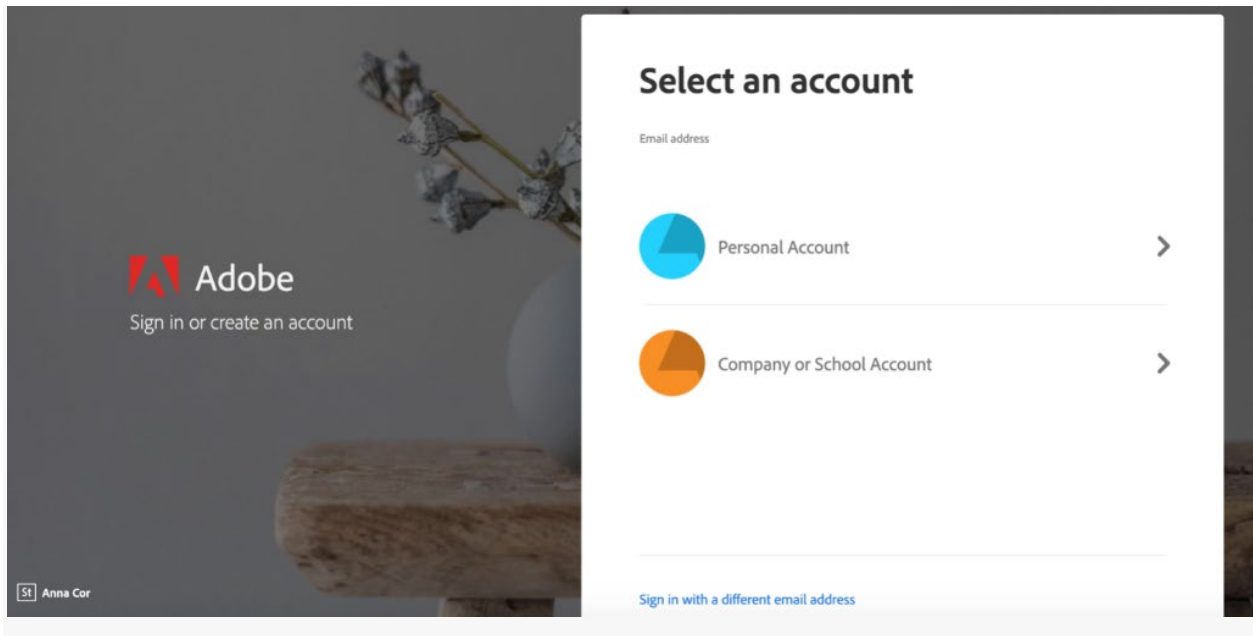 Adobe
Sign in or create an account
St Anna Cor
Select an account
Email address
Personal Account
Company or School Account
Sign in with a different email address